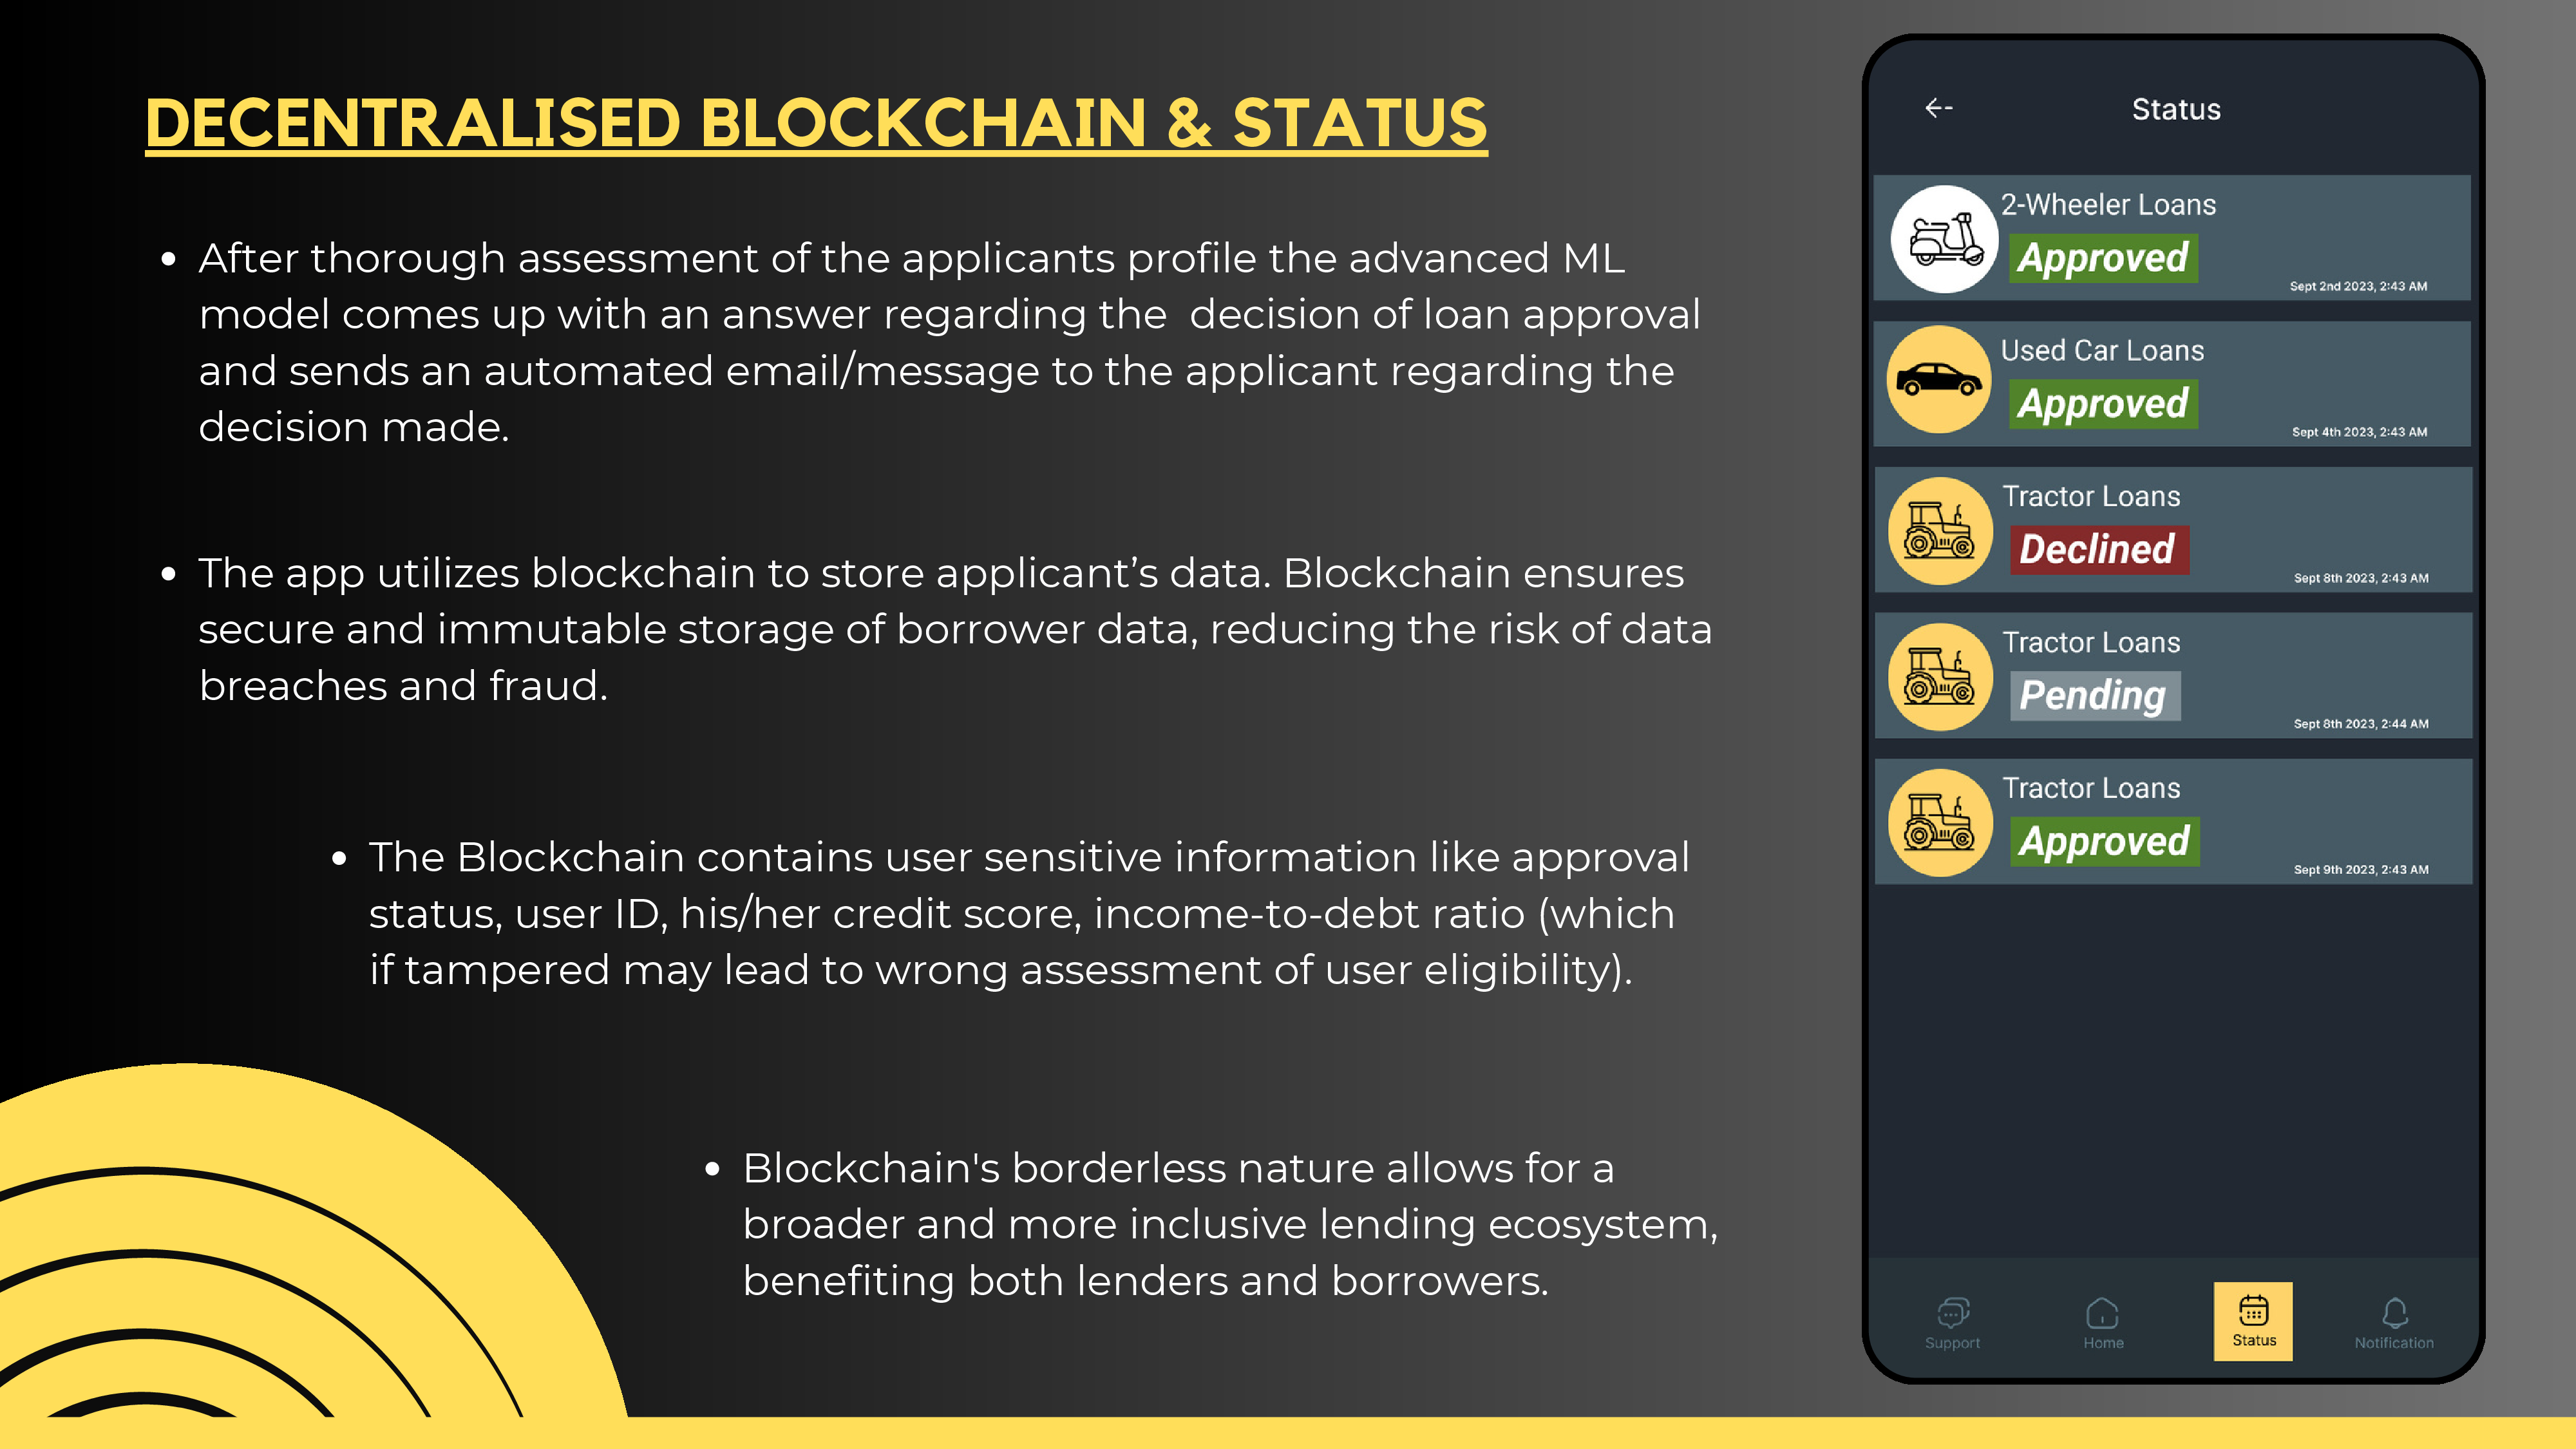 DECENTRALISED BLOCKCHAIN & STATUS
• After thorough assessment of the applicants profile the advanced ML
model comes up with an answer regarding the  decision of loan approval
and sends an automated email/message to the applicant regarding the
decision made.
• The app utilizes blockchain to store applicant’s data. Blockchain ensures
secure and immutable storage of borrower data, reducing the risk of data
breaches and fraud.
• The Blockchain contains user sensitive information like approval
status, user ID, his/her credit score, income-to-debt ratio (which
if tampered may lead to wrong assessment of user eligibility).
• Blockchain's borderless nature allows for a
broader and more inclusive lending ecosystem,
benefiting both lenders and borrowers.
Status
2-Wheeler Loans
Approved
Sept 2nd 2023, 2:43 AM
Used Car Loans
Approved
Sept 4th 2023, 2:43 AM
Tractor Loans
Declined
Sept 8th 2023, 2:43 AM
Tractor Loans
Pending
Sept 8th 2023, 2:44 AM
Tractor Loans
Approved
Sept 9th 2023, 2:43 AM
Support
Home
Status
Notification